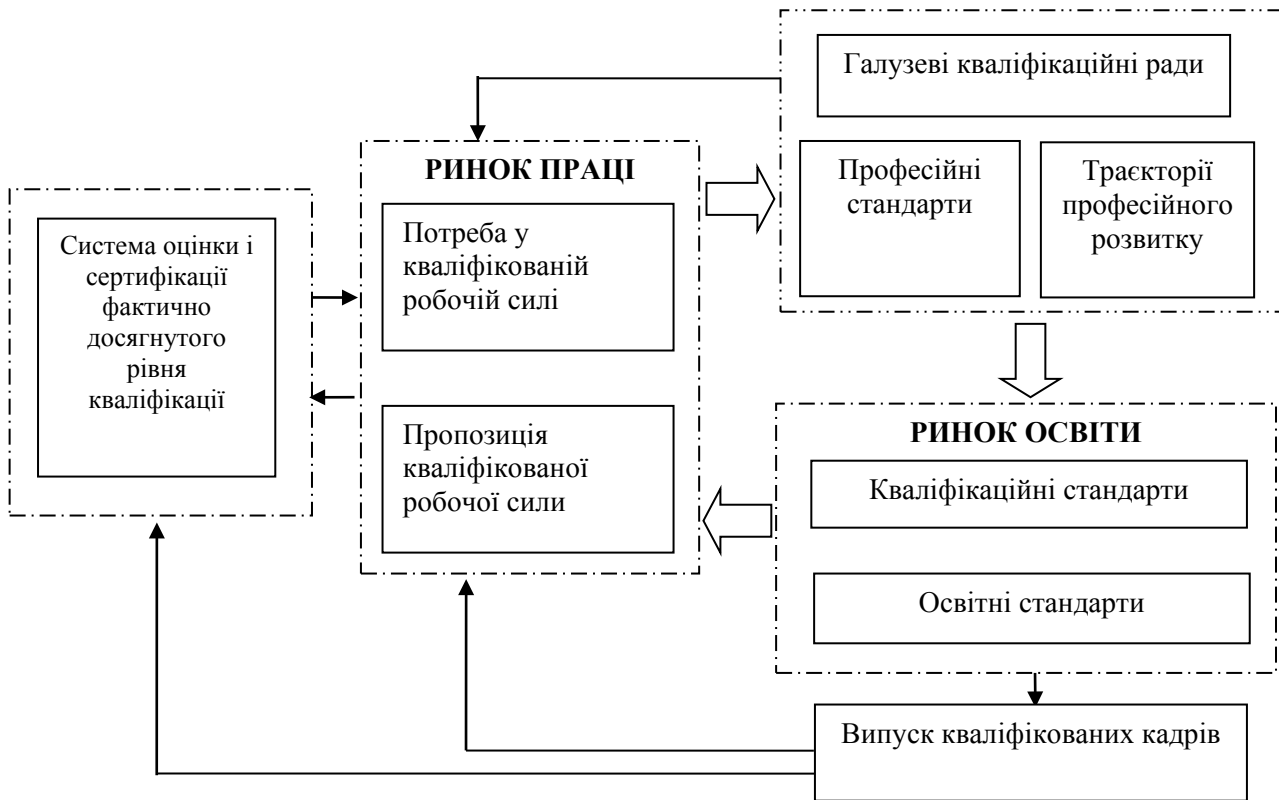 Галузеві кваліфікаційні ради
Професійні
стандарти
Траєкторії
професійного
розвитку
РИНОК ПРАЦІ
Потреба у
кваліфікованій
робочій силі
Пропозиція
кваліфікованої
робочої сили
Система оцінки і
сертифікації
фактично
досягнутого
рівня
кваліфікації
РИНОК ОСВІТИ
Кваліфікаційні стандарти
Освітні стандарти
Випуск кваліфікованих кадрів